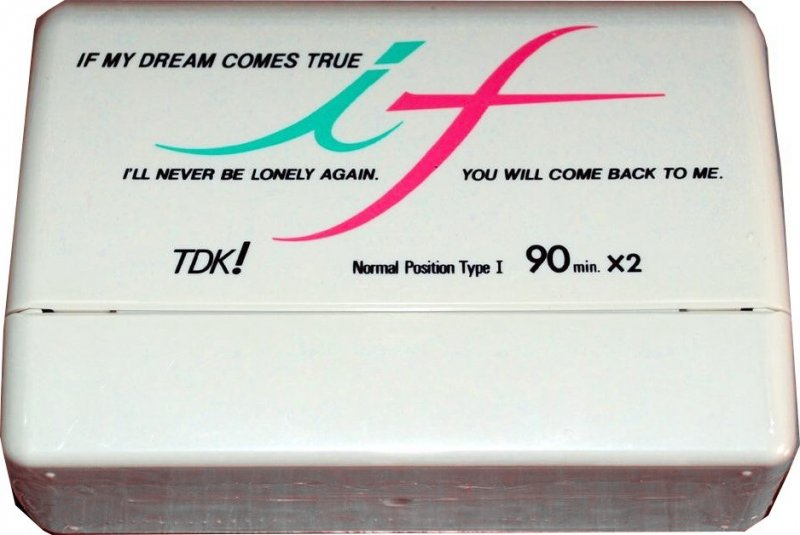 IF MY DREAM COMES TRUE
if
I'LL NEVER BE LONELY AGAIN. YOU WILL COME BACK TO ME.
TDK! Normal Position Type I 90 min. X2